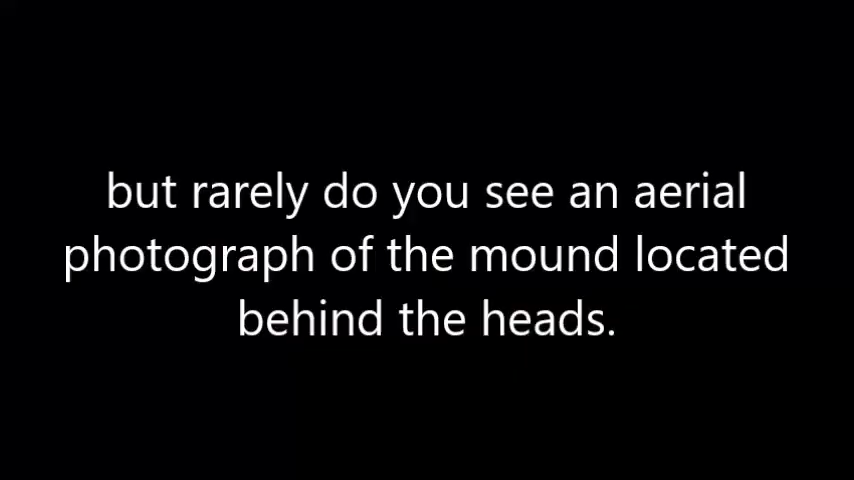 but rarely do you see an aerial
photograph of the mound located
behind the heads.